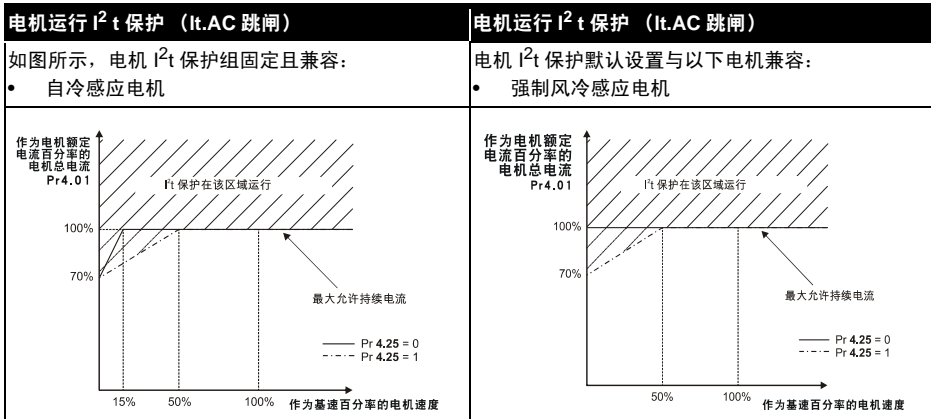 电机运行 I² t 保护 （It.AC 跳闸）
如图所示，电机 I²t 保护组固定且兼容：
• 自冷感应电机
作为电机额定
电流百分率的
电机总电流
Pr4.01
I²t 保护在该区域运行
100%
70%
最大允许持续电流
Pr 4.25 = 0
Pr 4.25 = 1
15%
50%
100%
作为基速百分率的电机速度
电机运行 I² t 保护 （It.AC 跳闸）
电机 I²t 保护默认设置与以下电机兼容：
• 强制风冷感应电机
作为电机额定
电流百分率的
电机总电流
Pr4.01
I²t 保护在该区域运行
100%
70%
最大允许持续电流
Pr 4.25 = 0
Pr 4.25 = 1
50%
100%
作为基速百分率的电机速度